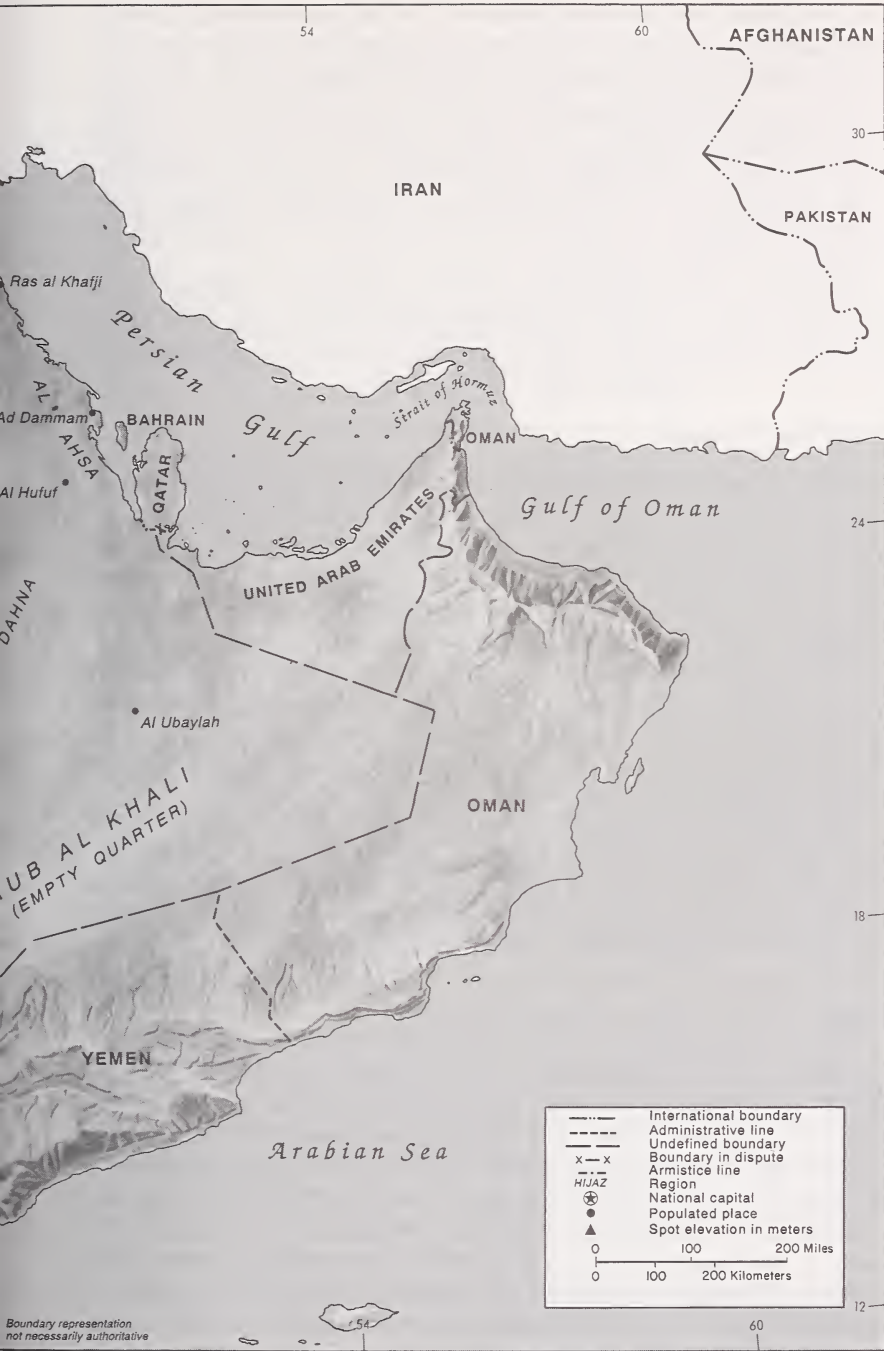 54
60
AFGHANISTAN
30
IRAN
PAKISTAN
Ras al Khafji
Persian
Gulf
Strait of Hormuz
AL AHSA
Ad Dammam
BAHRAIN
OMAN
QATAR
Al Hufuf
UNITED ARAB EMIRATES
Gulf of Oman
24
DAHNA
Al Ubaylah
OMAN
UB AL KHALI
(EMPTY QUARTER)
18
YEMEN
Arabian Sea
International boundary
Administrative line
Undefined boundary
x — x Boundary in dispute
Armistice line
HIJAZ Region
National capital
Populated place
Spot elevation in meters
0 100 200 Miles
0 100 200 Kilometers
12
Boundary representation
not necessarily authoritative
54
60